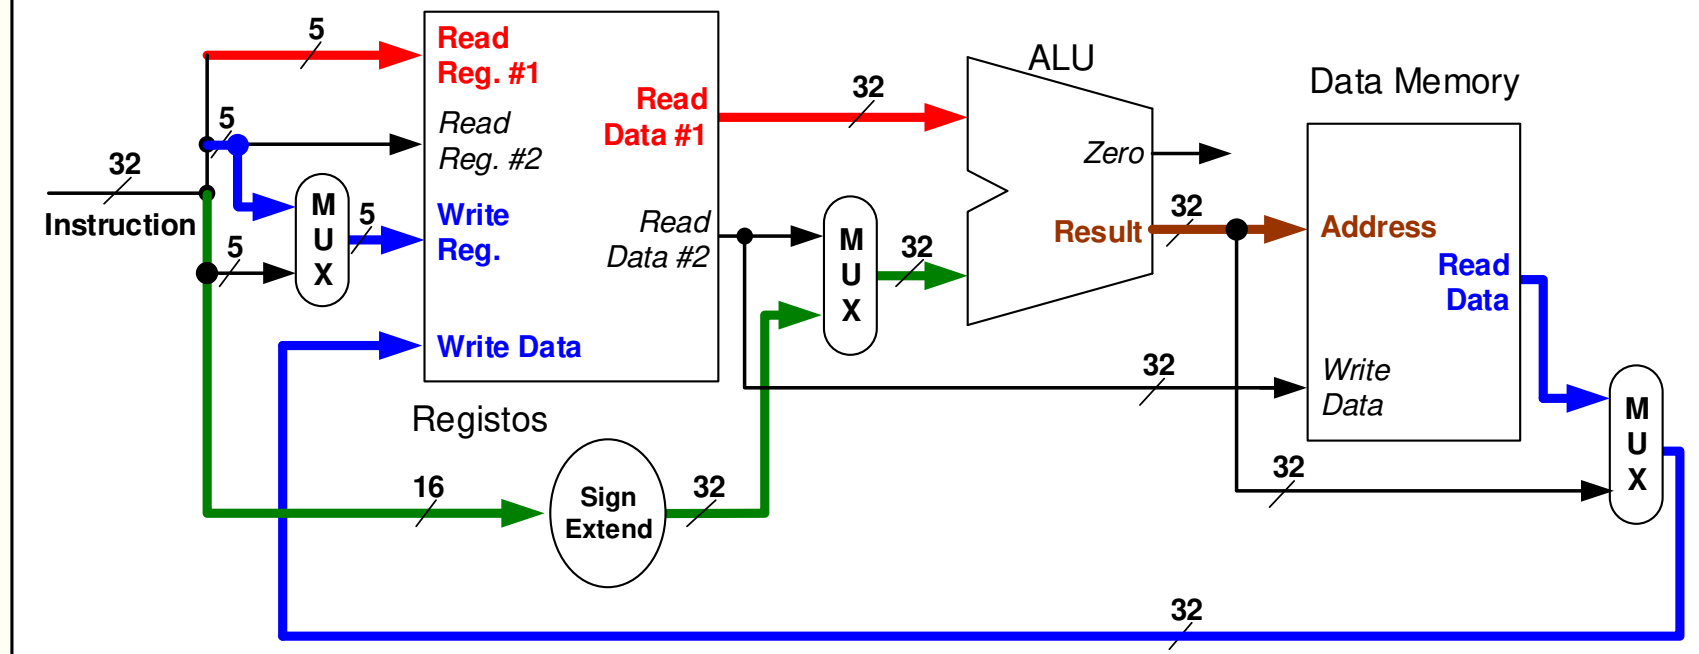 5
Read
Reg. #1
5
Read
Reg. #2
32
Instruction
5
M
U
X
5
Write
Reg.
Write Data
Read
Data #1
Read
Data #2
Registos
16
Sign
Extend
32
32
M
U
X
32
ALU
Zero
Result
32
32
Data Memory
Address
Read
Data
Write
Data
32
M
U
X
32